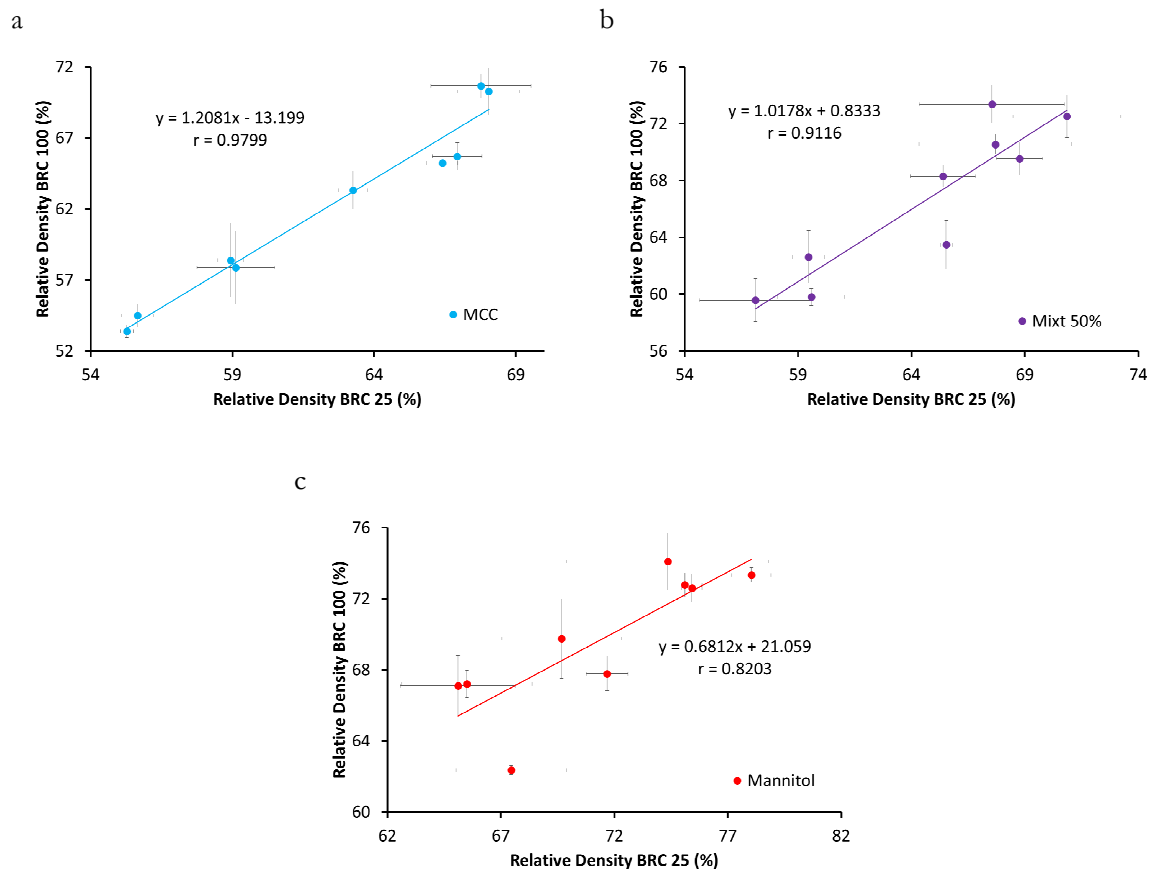 a
Relative Density BRC 100 (%)
72
67
62
57
52
y = 1.2081x - 13.199
r = 0.9799
MCC
54
59
64
69
Relative Density BRC 25 (%)
b
Relative Density BRC 100 (%)
76
72
68
64
60
56
y = 1.0178x + 0.8333
r = 0.9116
Mixt 50%
54
59
64
69
74
Relative Density BRC 25 (%)
c
Relative Density BRC 100 (%)
76
72
68
64
60
y = 0.6812x + 21.059
r = 0.8203
Mannitol
62
67
72
77
82
Relative Density BRC 25 (%)